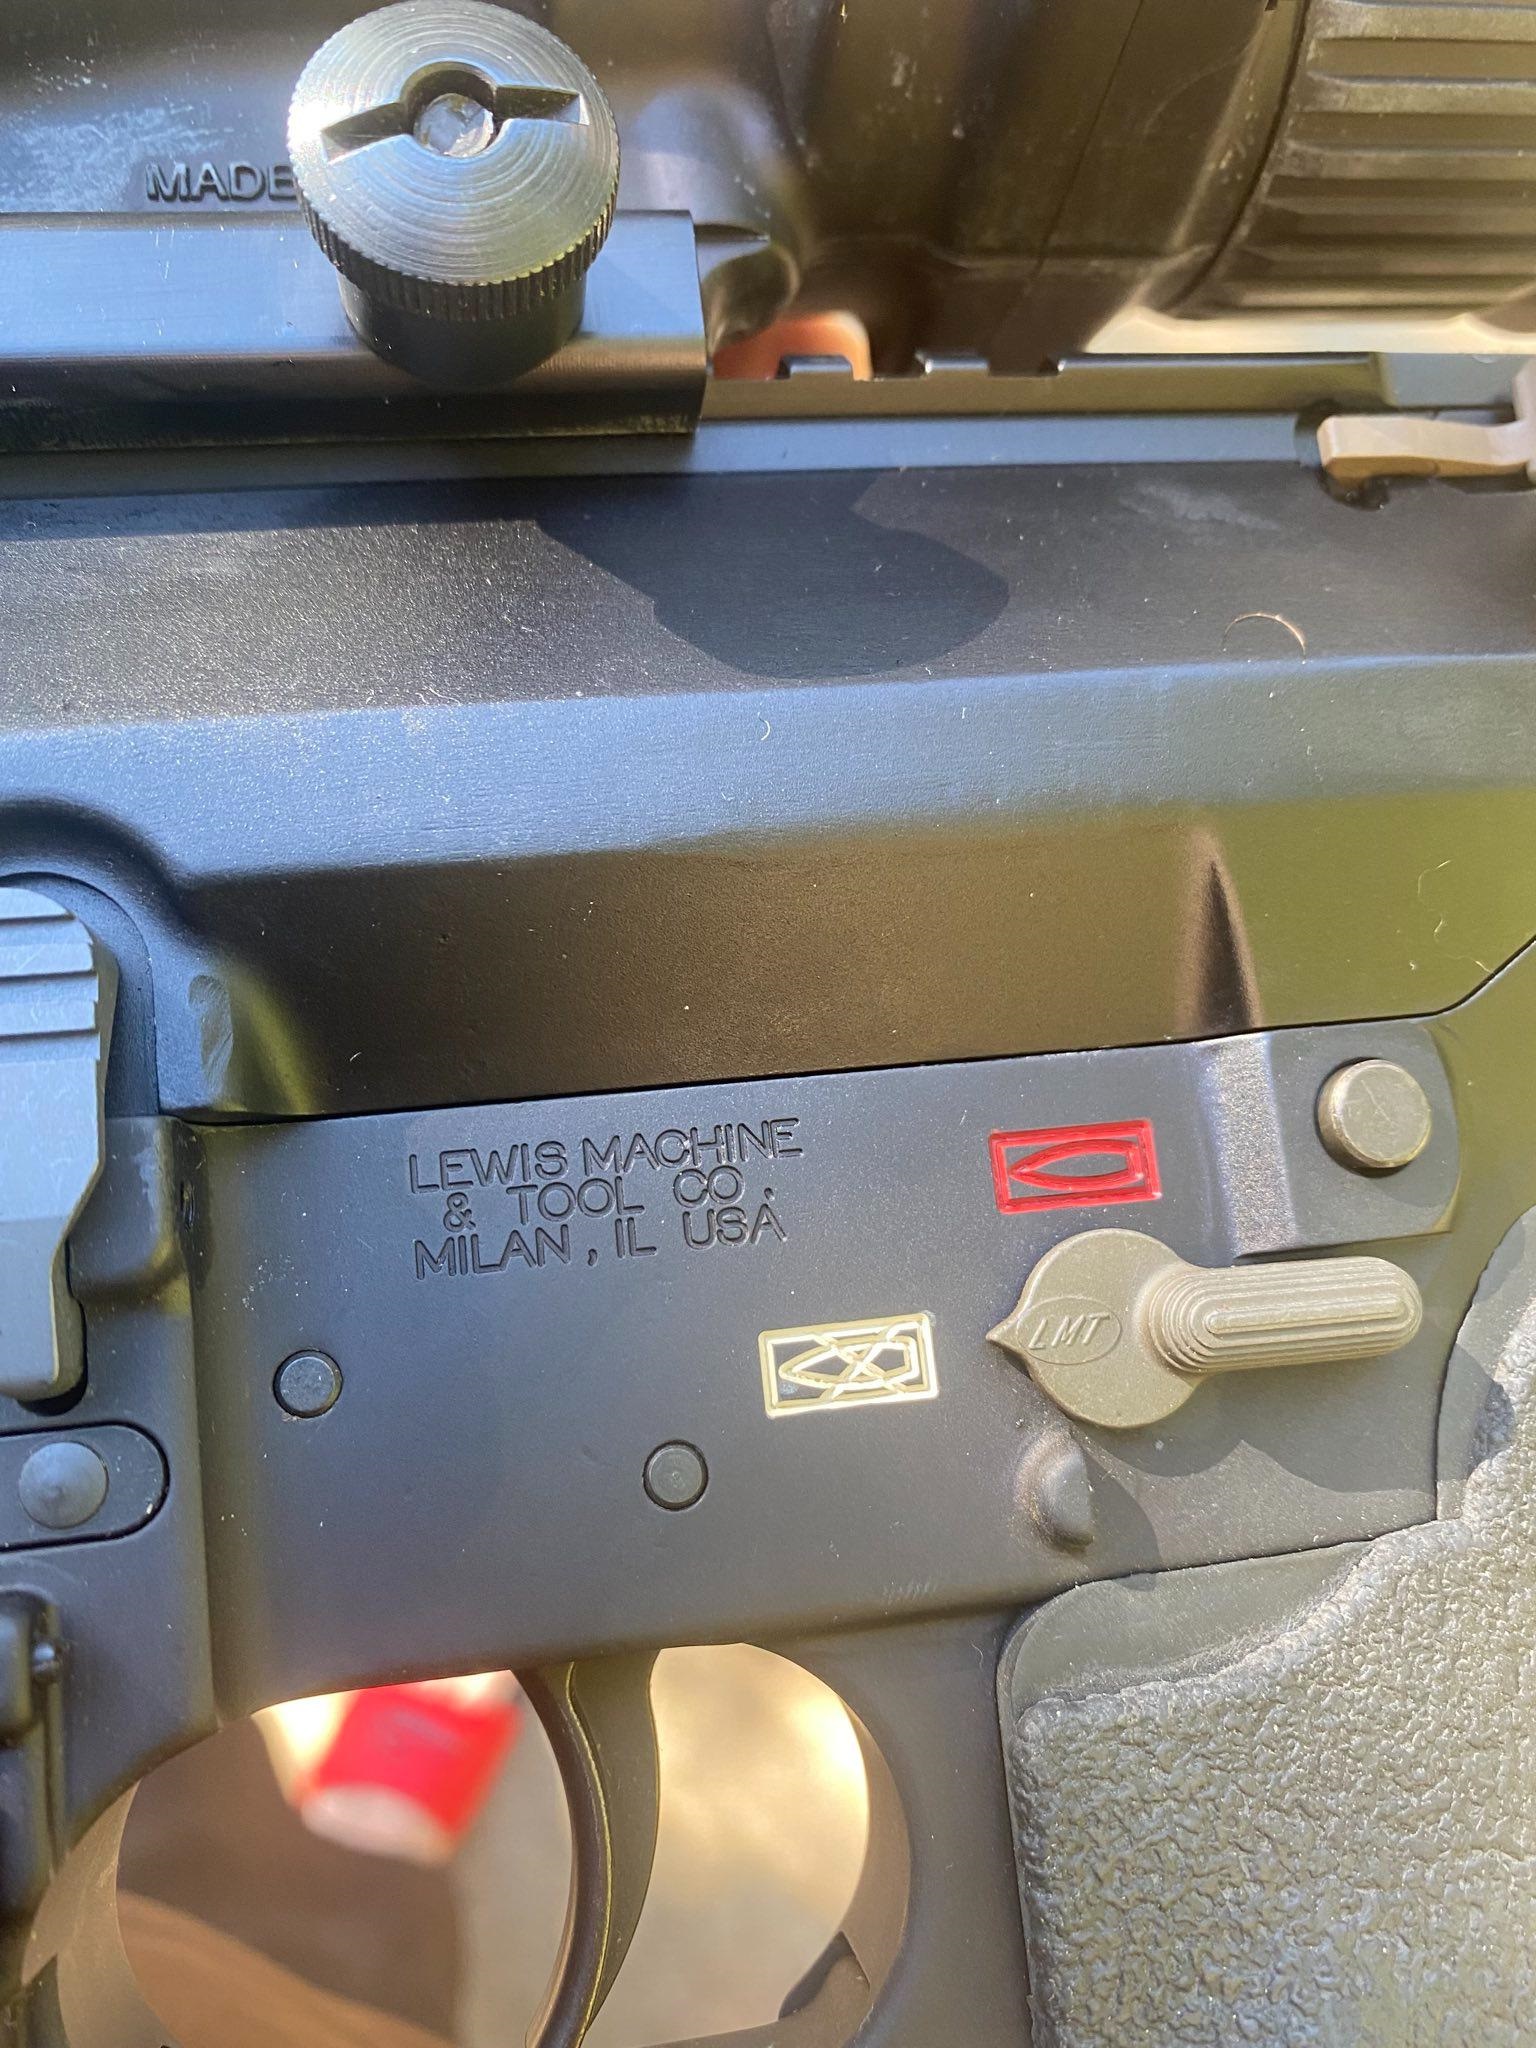 MADE
LEWIS MACHINE
& TOOL CO.
MILAN, IL USA
LMT